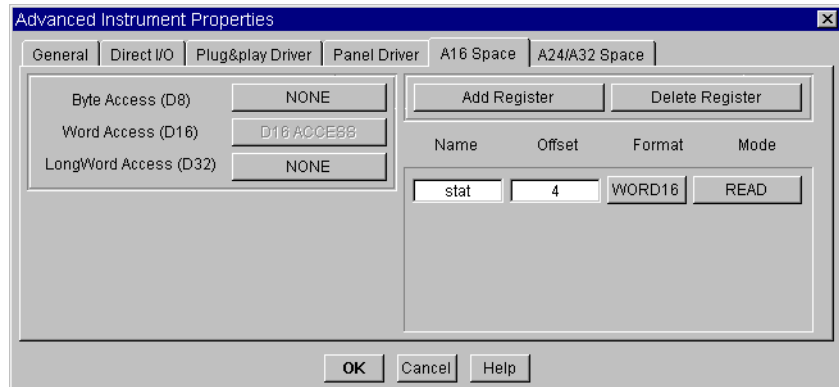 Advanced Instrument Properties
General Direct I/O Plug&play Driver Panel Driver A16 Space A24/A32 Space
Byte Access (D8) NONE
Word Access (D16) D16 ACCESS
LongWord Access (D32) NONE
Add Register Delete Register
Name Offset Format Mode
stat 4 WORD16 READ
OK Cancel Help